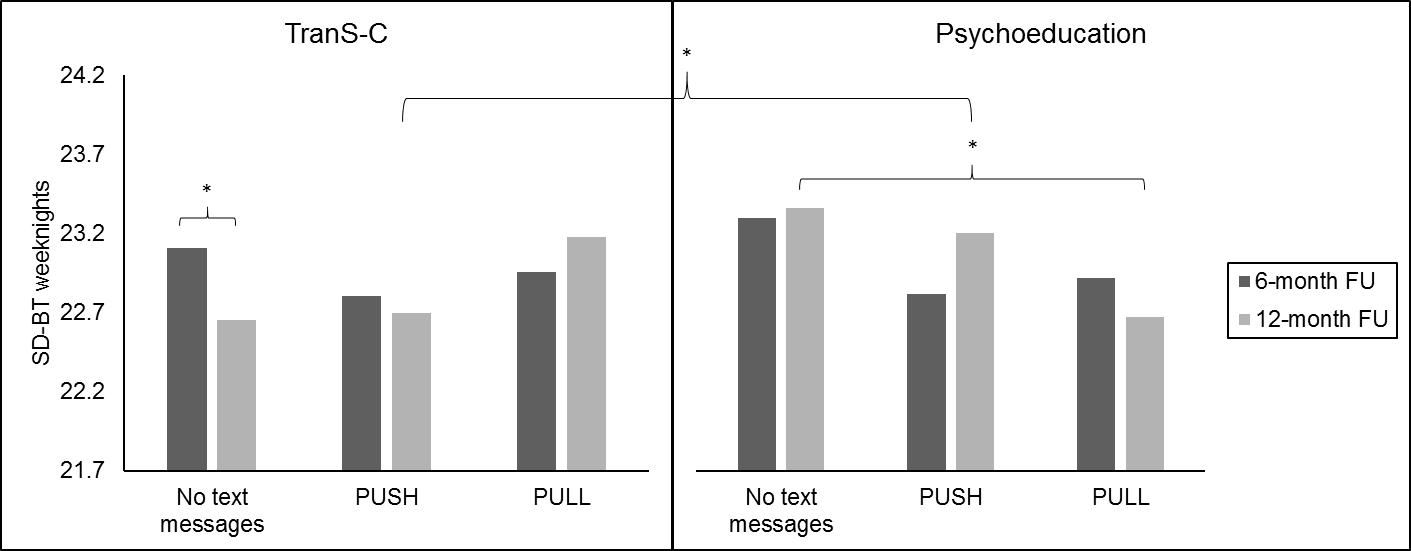 TranS-C
Psychoeducation
*
24.2
23.7
23.2
22.7
22.2
21.7
SD-BT weeknights
*
*
No text
messages
PUSH
PULL
No text
messages
PUSH
PULL
6-month FU
12-month FU